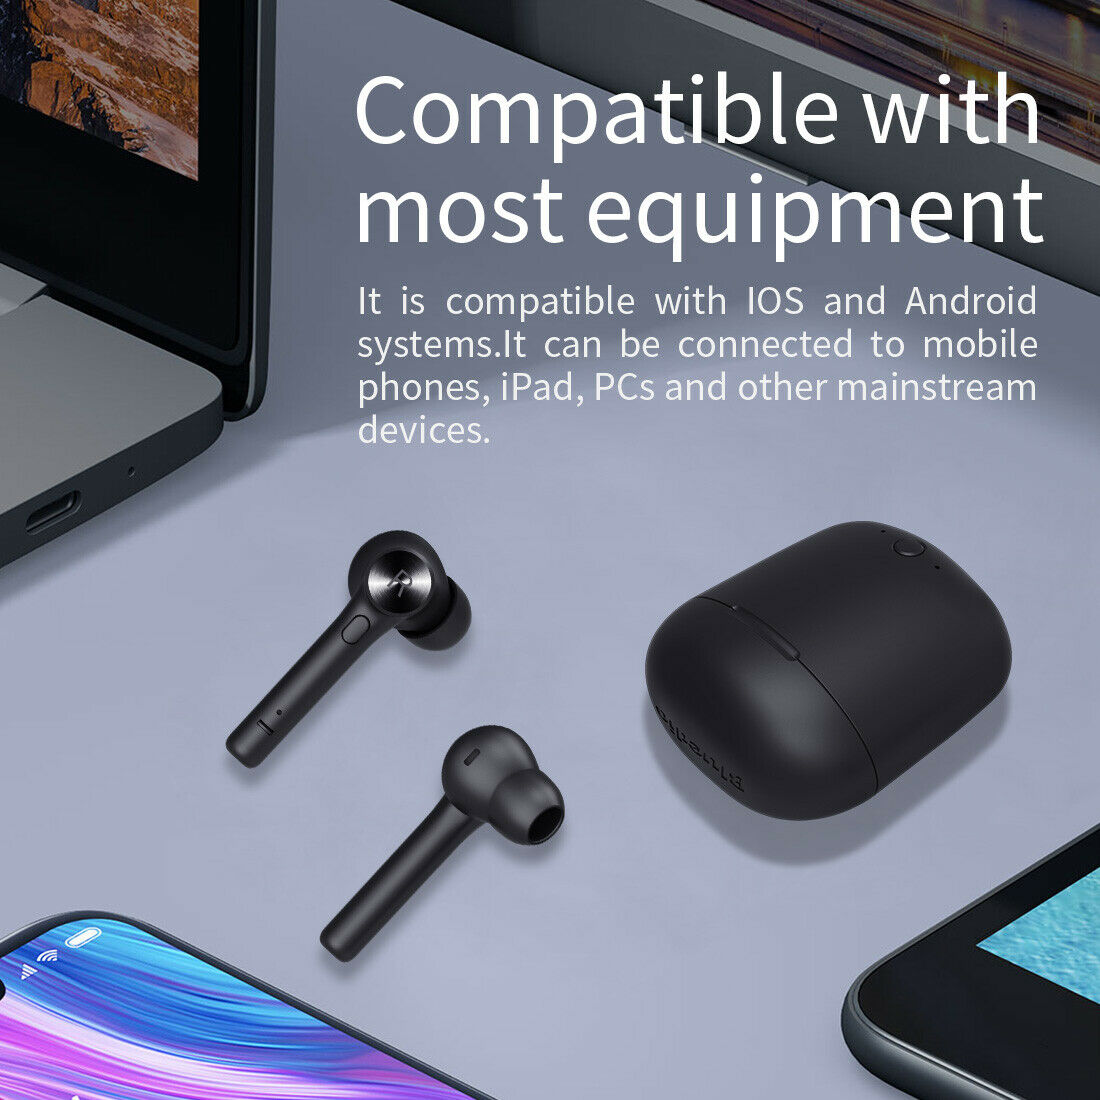 Compatible with
most equipment
It is compatible with IOS and Android
systems.It can be connected to mobile
phones, iPad, PCs and other mainstream
devices.
R
Bluedio